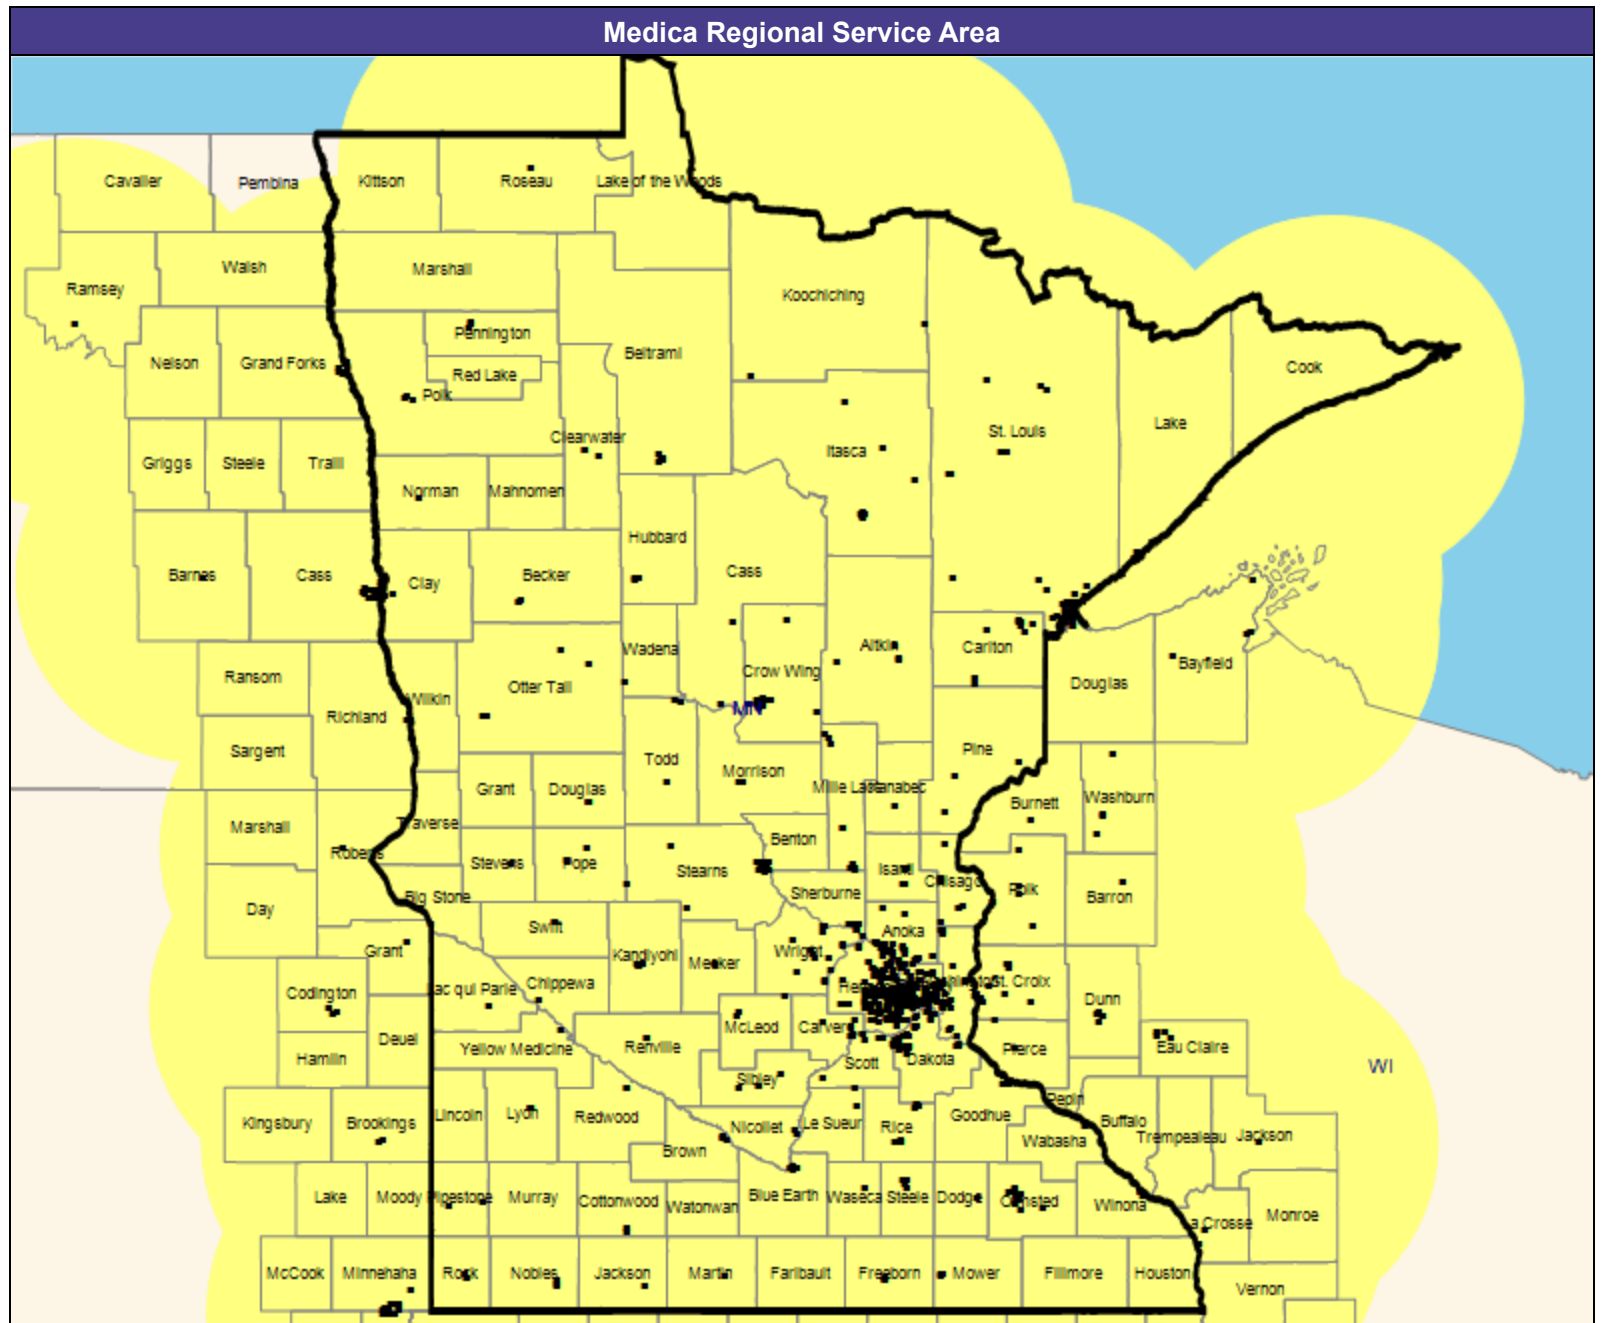 Medica Regional Service Area
Cavalier
Pembina
Kittson
Roseau
Lake of the Woods
Ramsey
Walsh
Marshall
Koochiching
Nelson
Grand Forks
Pennington
Red Lake
Polk
Beltrami
Clearwater
Itasca
St. Louis
Lake
Cook
Griggs
Steele
Traill
Norman
Mahnomen
Hubbard
Cass
Barnes
Cass
Clay
Becker
Wadena
Crow Wing
Aitkin
Carlton
Douglas
Bayfield
Ransom
Richland
Wilkin
Otter Tail
MN
Sargent
Todd
Morrison
Pine
Grant
Douglas
Mille Lacs
Kanabec
Burnett
Washburn
Marshall
Roberts
Traverse
Stevens
Pope
Stearns
Benton
Isanti
Chisago
Polk
Barron
Sherburne
Day
Big Stone
Swift
Anoka
Grant
Kandiyohi
Meeker
Wright
Codington
Lac qui Parle
Chippewa
St. Croix
Dunn
Deuel
McLeod
Carver
Hamlin
Yellow Medicine
Renville
Scott
Dakota
Pierce
Eau Claire
WI
Sibley
Kingsbury
Brookings
Lincoln
Lyon
Redwood
Nicollet
Le Sueur
Rice
Goodhue
Pepin
Buffalo
Brown
Wabasha
Trempealeau
Jackson
Lake
Moody
Pipestone
Murray
Cottonwood
Watonwan
Blue Earth
Waseca
Steele
Dodge
Olmsted
Winona
La Crosse
Monroe
McCook
Minnehaha
Rock
Nobles
Jackson
Martin
Faribault
Freeborn
Mower
Fillmore
Houston
Vernon